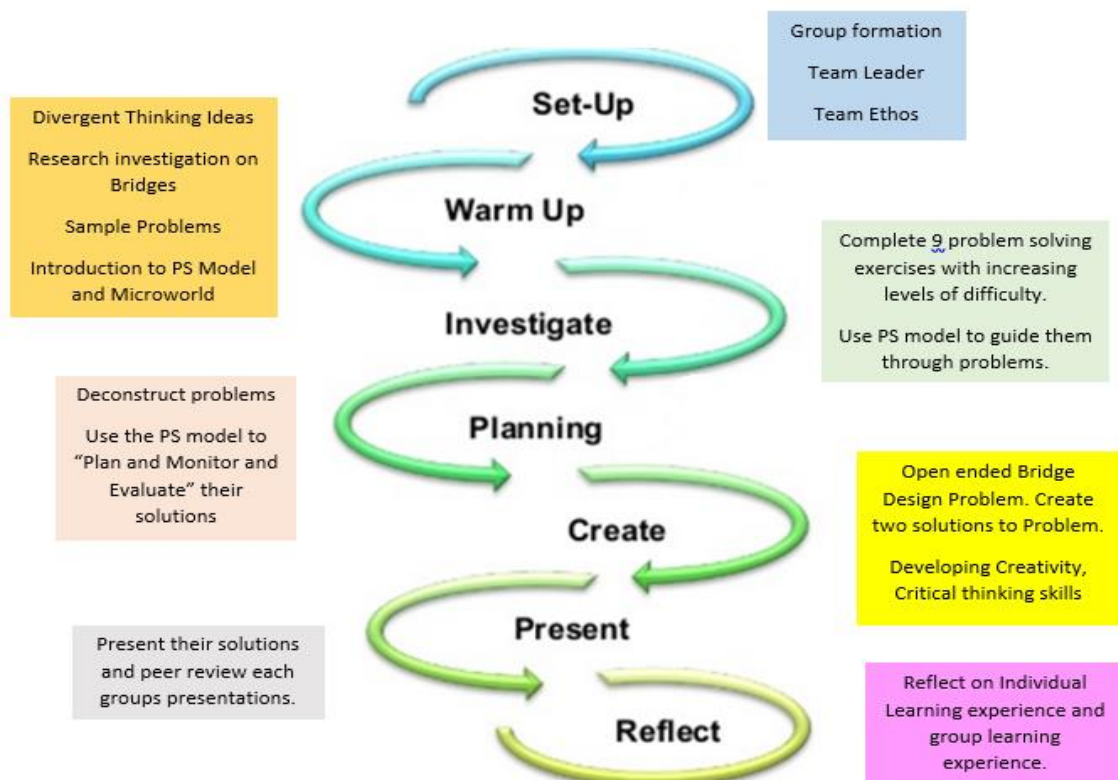 Group formation
Team Leader
Team Ethos
Set-Up
Divergent Thinking Ideas
Research investigation on
Bridges
Sample Problems
Introduction to PS Model
and Microworld
Warm Up
Complete 9 problem solving
exercises with increasing
levels of difficulty.
Use PS model to guide them
through problems.
Investigate
Deconstruct problems
Use the PS model to
“Plan and Monitor and
Evaluate” their
solutions
Planning
Open ended Bridge
Design Problem. Create
two solutions to Problem.
Developing Creativity,
Critical thinking skills
Create
Present their solutions
and peer review each
groups presentations.
Present
Reflect on Individual
Learning experience and
group learning
experience.
Reflect